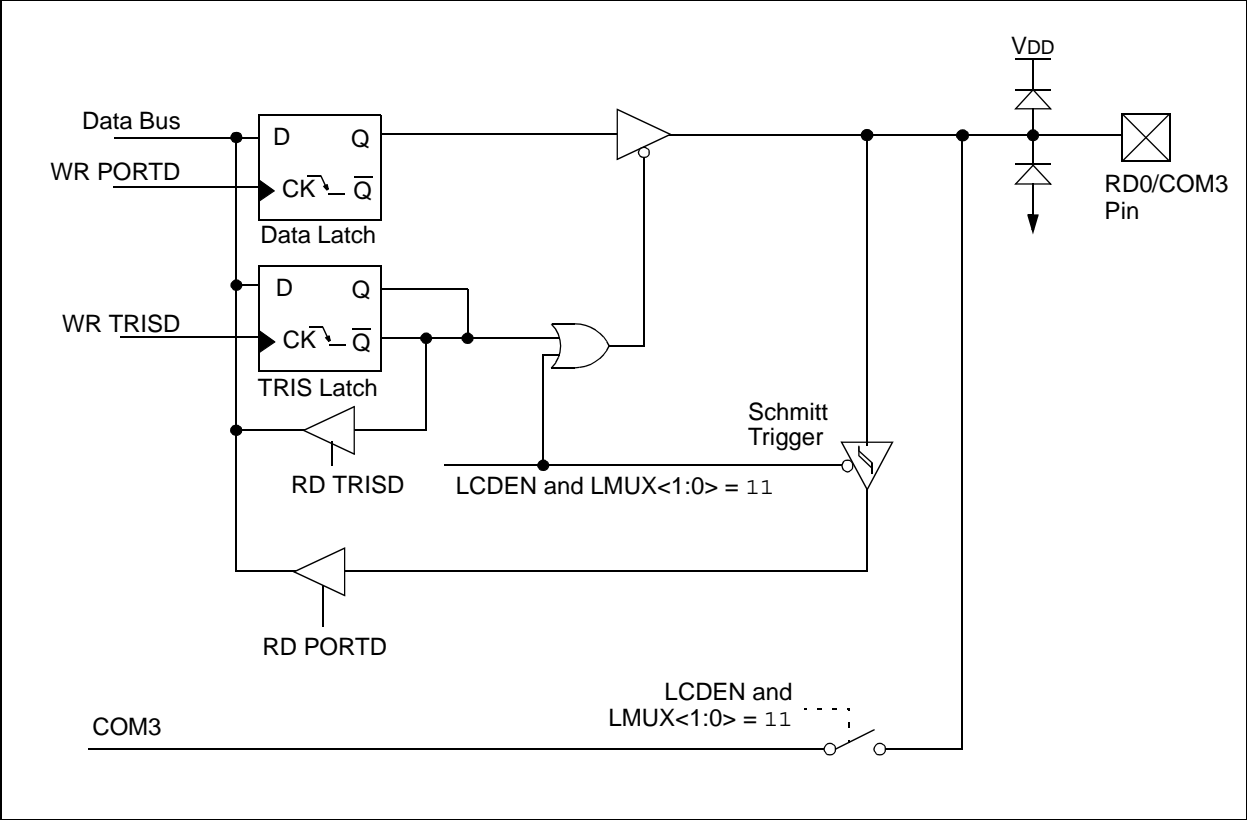 VDD
Data Bus
D Q
WR PORTD
CK Q̅
RD0/COM3
Pin
Data Latch
D Q
WR TRISD
CK Q̅
TRIS Latch
Schmitt
Trigger
RD TRISD
LCDEN and LMUX<1:0> = 11
RD PORTD
LCDEN and
LMUX<1:0> = 11
COM3